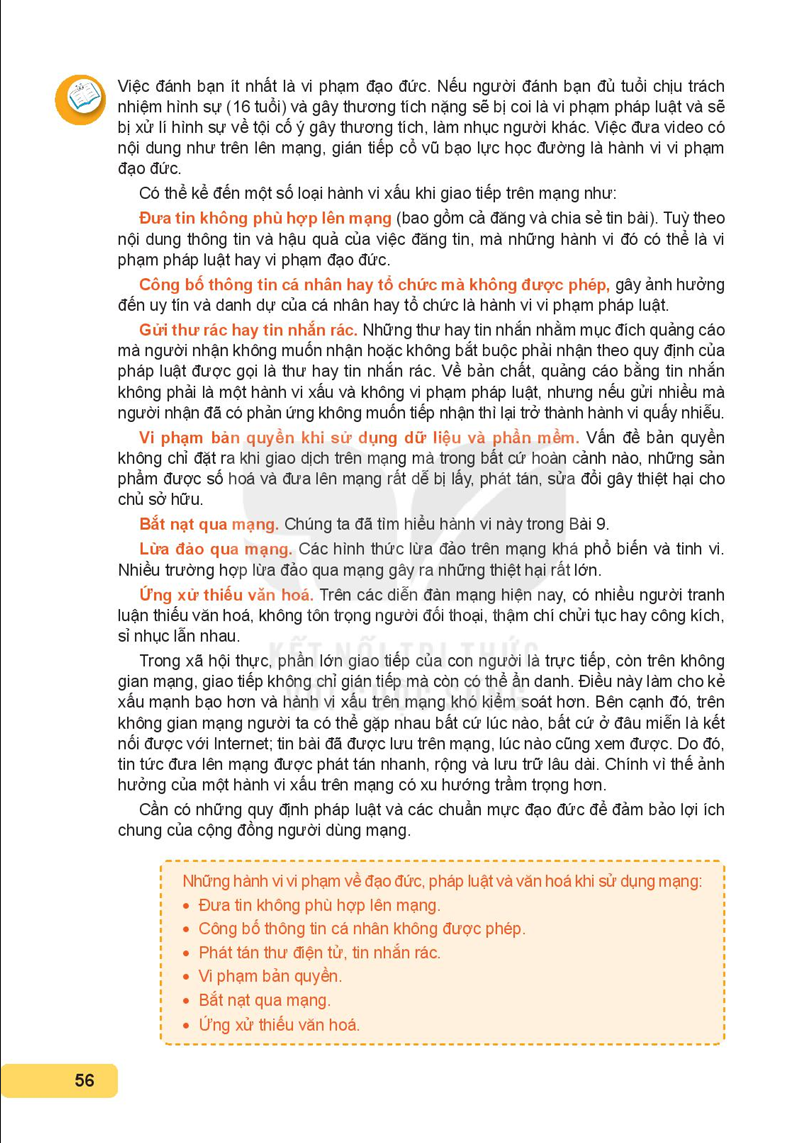 Việc đánh bạn ít nhất là vi phạm đạo đức. Nếu người đánh bạn đủ tuổi chịu trách
nhiệm hình sự (16 tuổi) và gây thương tích nặng sẽ bị coi là vi phạm pháp luật và sẽ
bị xử lí hình sự về tội cố ý gây thương tích, làm nhục người khác. Việc đưa video có
nội dung như trên lên mạng, gián tiếp cổ vũ bạo lực học đường là hành vi vi phạm
đạo đức.
Có thể kể đến một số loại hành vi xấu khi giao tiếp trên mạng như:
Đưa tin không phù hợp lên mạng (bao gồm cả đăng và chia sẻ tin bài). Tuỳ theo
nội dung thông tin và hậu quả của việc đăng tin, mà những hành vi đó có thể là vi
phạm pháp luật hay vi phạm đạo đức.
Công bố thông tin cá nhân hay tổ chức mà không được phép, gây ảnh hưởng
đến uy tín và danh dự của cá nhân hay tổ chức là hành vi vi phạm pháp luật.
Gửi thư rác hay tin nhắn rác. Những thư hay tin nhắn nhằm mục đích quảng cáo
mà người nhận không muốn nhận hoặc không bắt buộc phải nhận theo quy định của
pháp luật được gọi là thư hay tin nhắn rác. Về bản chất, quảng cáo bằng tin nhắn
không phải là một hành vi xấu và không vi phạm pháp luật, nhưng nếu gửi nhiều mà
người nhận đã có phản ứng không muốn tiếp nhận thì lại trở thành hành vi quấy nhiễu.
Vi phạm bản quyền khi sử dụng dữ liệu và phần mềm. Vấn đề bản quyền
không chỉ đặt ra khi giao dịch trên mạng mà trong bất cứ hoàn cảnh nào, những sản
phẩm được số hoá và đưa lên mạng rất dễ bị lấy, phát tán, sửa đổi gây thiệt hại cho
chủ sở hữu.
Bắt nạt qua mạng. Chúng ta đã tìm hiểu hành vi này trong Bài 9.
Lừa đảo qua mạng. Các hình thức lừa đảo trên mạng khá phổ biến và tinh vi.
Nhiều trường hợp lừa đảo qua mạng gây ra những thiệt hại rất lớn.
Ứng xử thiếu văn hoá. Trên các diễn đàn mạng hiện nay, có nhiều người tranh
luận thiếu văn hoá, không tôn trọng người đối thoại, thậm chí chửi tục hay công kích,
sỉ nhục lẫn nhau.
KẾT NỐI TRI THỨC
VỚI CUỘC SỐNG
Trong xã hội thực, phần lớn giao tiếp của con người là trực tiếp, còn trên không
gian mạng, giao tiếp không chỉ gián tiếp mà còn có thể ẩn danh. Điều này làm cho kẻ
xấu mạnh bạo hơn và hành vi xấu trên mạng khó kiểm soát hơn. Bên cạnh đó, trên
không gian mạng người ta có thể gặp nhau bất cứ lúc nào, bất cứ ở đâu miễn là kết
nối được với Internet; tin bài đã được lưu trên mạng, lúc nào cũng xem được. Do đó,
tin tức đưa lên mạng được phát tán nhanh, rộng và lưu trữ lâu dài. Chính vì thế ảnh
hưởng của một hành vi xấu trên mạng có xu hướng trầm trọng hơn.
Cần có những quy định pháp luật và các chuẩn mực đạo đức để đảm bảo lợi ích
chung của cộng đồng người dùng mạng.
Những hành vi vi phạm về đạo đức, pháp luật và văn hoá khi sử dụng mạng:
• Đưa tin không phù hợp lên mạng.
• Công bố thông tin cá nhân không được phép.
• Phát tán thư điện tử, tin nhắn rác.
• Vi phạm bản quyền.
• Bắt nạt qua mạng.
• Ứng xử thiếu văn hoá.
56